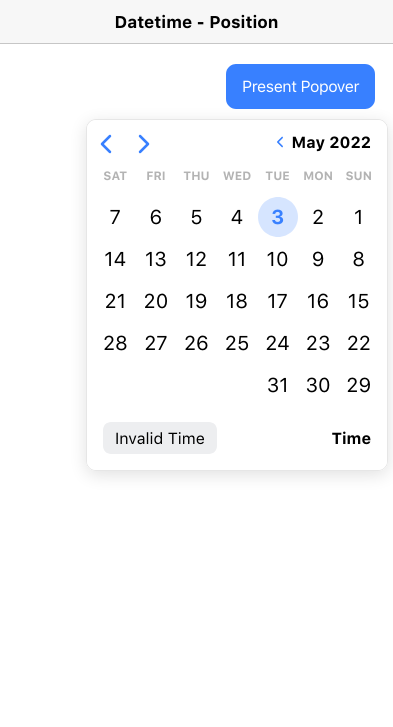 Datetime - Position
Present Popover
May 2022
SAT FRI THU WED TUE MON SUN
7 6 5 4 3 2 1
14 13 12 11 10 9 8
21 20 19 18 17 16 15
28 27 26 25 24 23 22
31 30 29
Invalid Time Time